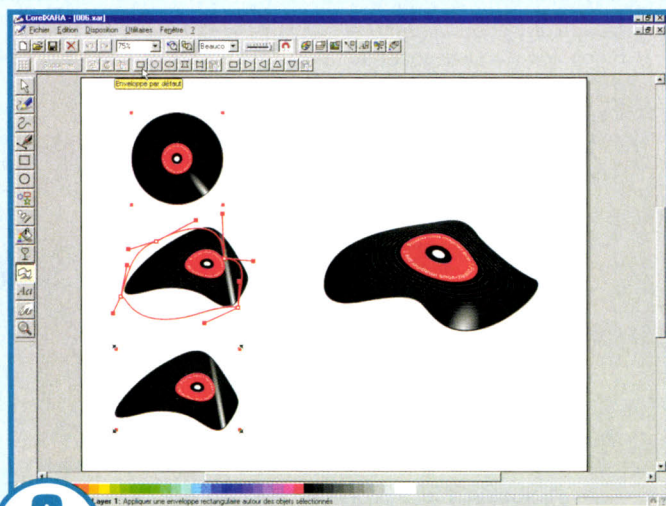 CorelXARA - [006.xar]
Fichier Edition Disposition Utilitaires Fenêtre ?
75%
Beauco
Enveloppe par défaut
Layer 1: Appliquer une enveloppe rectangulaire autour des objets sélectionnés